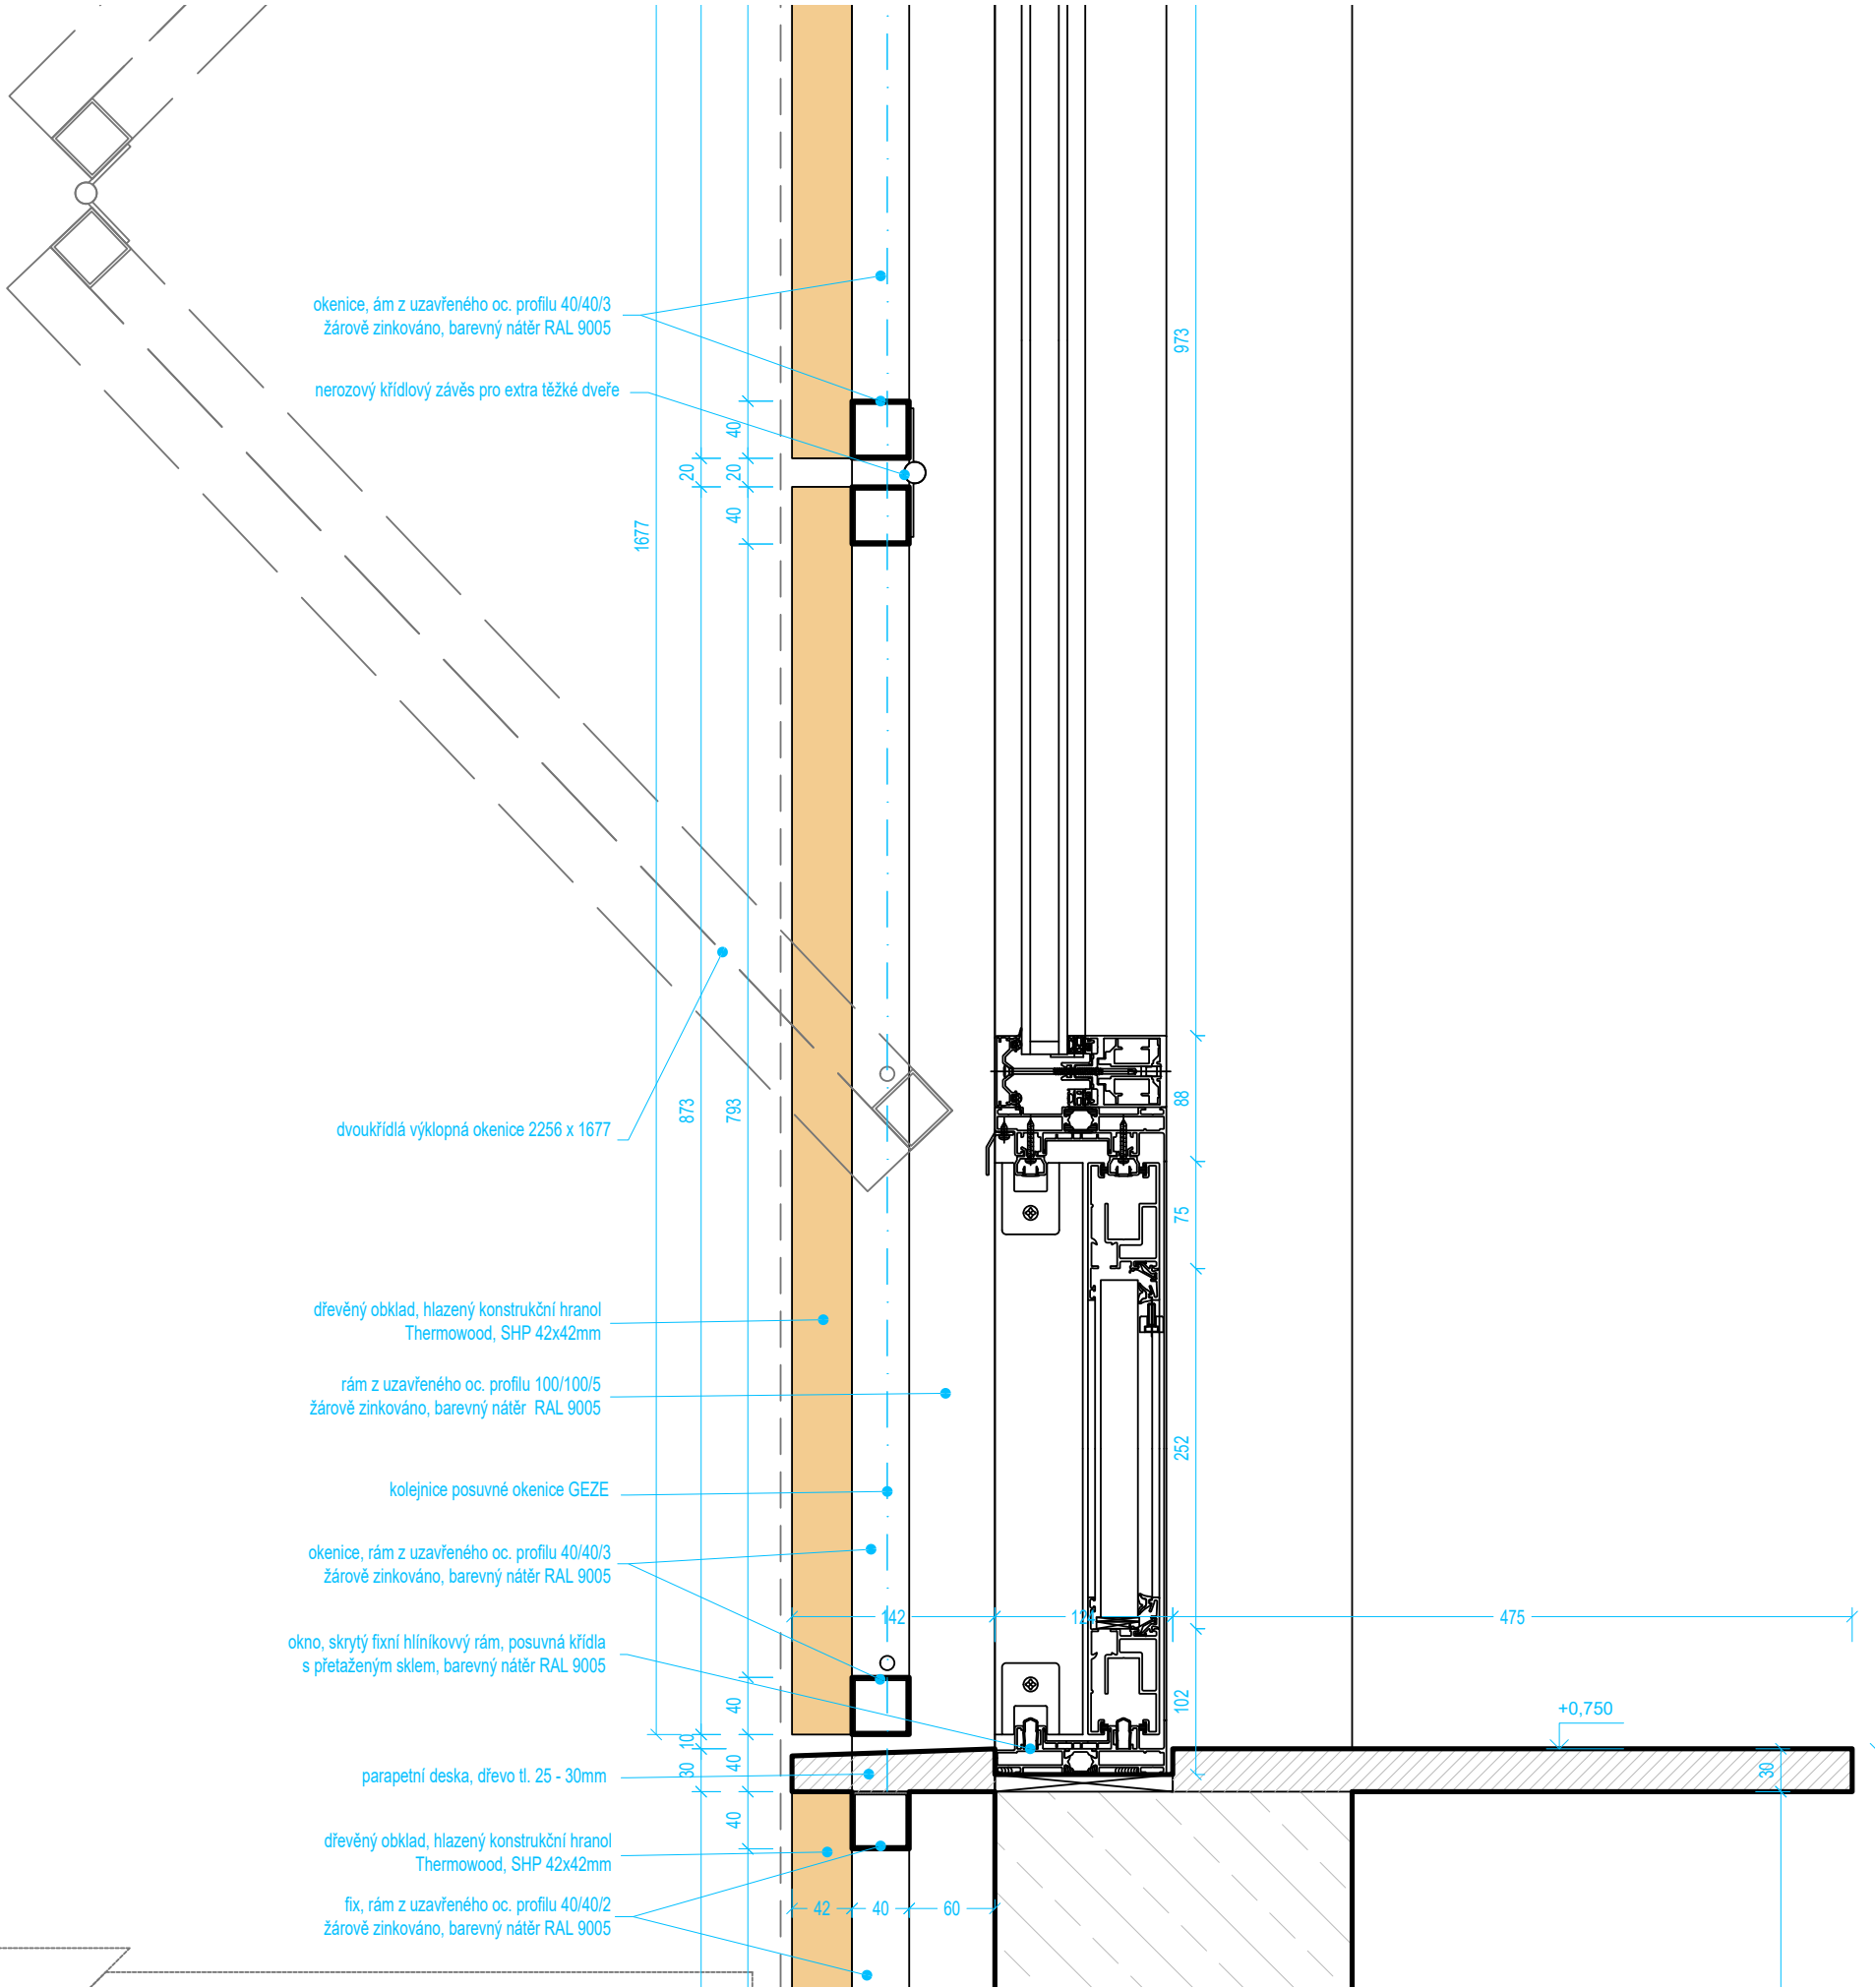 okenice, ám z uzavřeného oc. profilu 40/40/3
žárově zinkováno, barevný nátěr RAL 9005
nerozový křídlový závěs pro extra těžké dveře
973
40
20
20
40
1677
dvoukřídlá výklopná okenice 2256 x 1677
873
793
88
75
dřevěný obklad, hlazený konstrukční hranol
Thermowood, SHP 42x42mm
rám z uzavřeného oc. profilu 100/100/5
žárově zinkováno, barevný nátěr RAL 9005
252
kolejnice posuvné okenice GEZE
okenice, rám z uzavřeného oc. profilu 40/40/3
žárově zinkováno, barevný nátěr RAL 9005
142
475
okno, skrytý fixní hliníkovvý rám, posuvná křídla
s přetaženým sklem, barevný nátěr RAL 9005
40
102
+0,750
10
30
40
30
parapetní deska, dřevo tl. 25 - 30mm
40
dřevěný obklad, hlazený konstrukční hranol
Thermowood, SHP 42x42mm
fix, rám z uzavřeného oc. profilu 40/40/2
žárově zinkováno, barevný nátěr RAL 9005
42
40
60